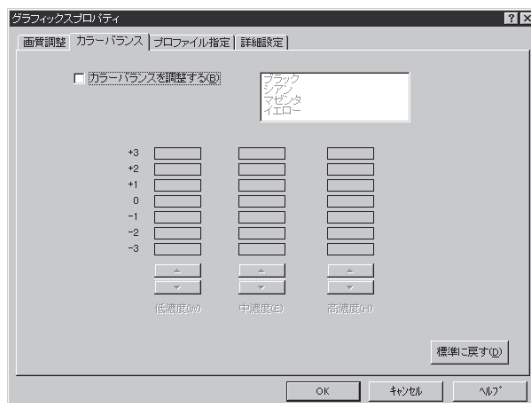 グラフィックスプロパティ
画質調整 カラーバランス プロファイル指定 詳細設定
カラーバランスを調整する(B)
ブラック
シアン
マゼンタ
イエロー
+3
+2
+1
0
-1
-2
-3
低濃度(W) 中濃度(E) 高濃度(H)
標準に戻す(D)
OK キャンセル ヘルプ